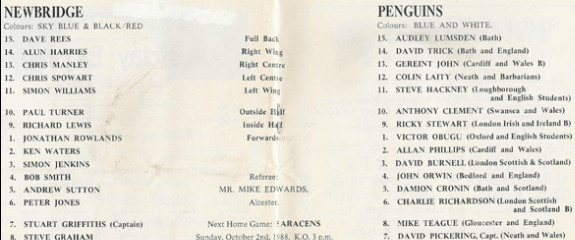 NEWBRIDGE
Colours: SKY BLUE & BLACK/RED
15. DAVE REES Full Back
14. ALUN HARRIES Right Wing
13. CHRIS MANLEY Right Centre
12. CHRIS SPOWART Left Centre
11. SIMON WILLIAMS Left Wing
10. PAUL TURNER Outside Half
9. RICHARD LEWIS Inside Half
1. JONATHAN ROWLANDS Forwards
2. KEN WATERS
3. SIMON JENKINS
4. BOB SMITH Referee:
5. ANDREW SUTTON MR. MIKE EDWARDS,
6. PETER JONES Alcester.
7. STUART GRIFFITHS (Captain) Next Home Game: SARACENS
8. STEVE GRAHAM Sunday, October 2nd, 1988, K.O. 3 p.m.
PENGUINS
Colours: BLUE AND WHITE.
15. AUDLEY LUMSDEN (Bath)
14. DAVID TRICK (Bath and England)
13. GEREINT JOHN (Cardiff and Wales B)
12. COLIN LAITY (Neath and Barbarians)
11. STEVE HACKNEY (Loughborough
and English Students)
10. ANTHONY CLEMENT (Swansea and Wales)
9. RICKY STEWART (London Irish and Ireland B)
1. VICTOR OBUGU (Oxford and English Students)
2. ALLAN PHILLIPS (Cardiff and Wales)
3. DAVID BURNELL (London Scottish & Scotland)
4. JOHN ORWIN (Bedford and England)
5. DAMION CRONIN (Bath and Scotland)
6. CHARLIE RICHARDSON (London Scottish
and Scotland B)
8. MIKE TEAGUE (Gloucester and England)
7. DAVID PICKERING, Capt. (Neath and Wales)